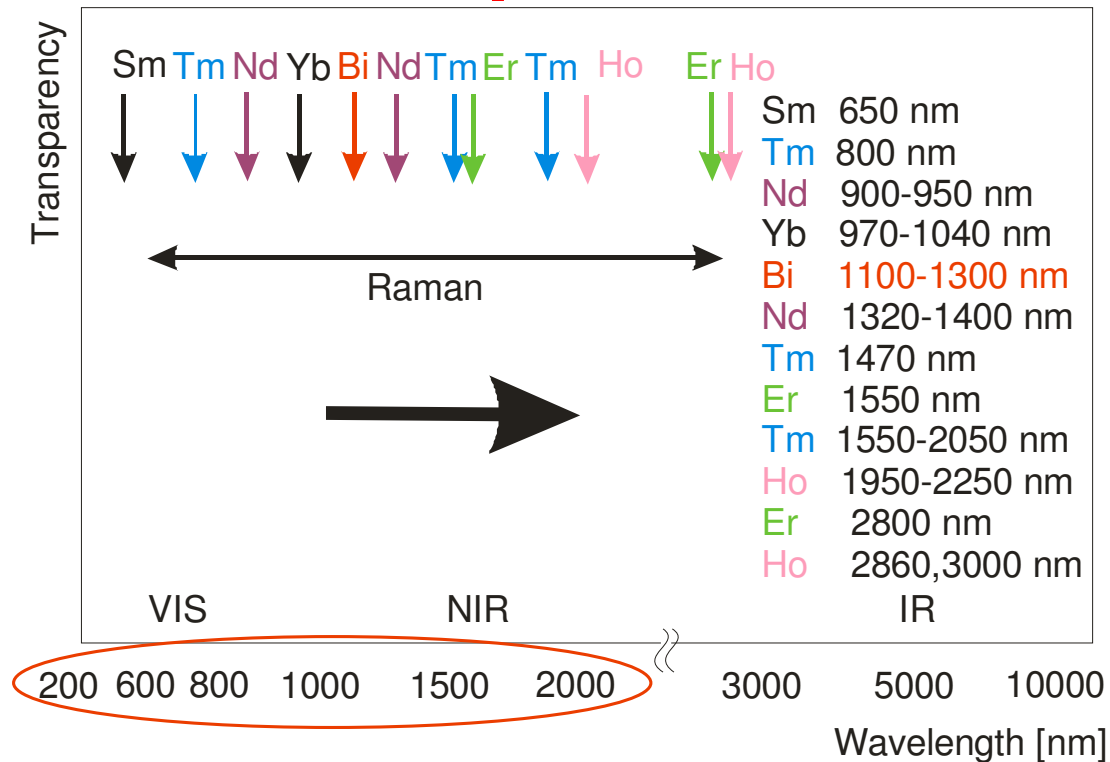 Transparency
Sm Tm Nd Yb Bi Nd Tm Er Tm Ho Er Ho
Sm 650 nm
Tm 800 nm
Nd 900-950 nm
Yb 970-1040 nm
Bi 1100-1300 nm
Nd 1320-1400 nm
Tm 1470 nm
Er 1550 nm
Tm 1550-2050 nm
Ho 1950-2250 nm
Er 2800 nm
Ho 2860,3000 nm
Raman
VIS NIR IR
200 600 800 1000 1500 2000 3000 5000 10000
Wavelength [nm]